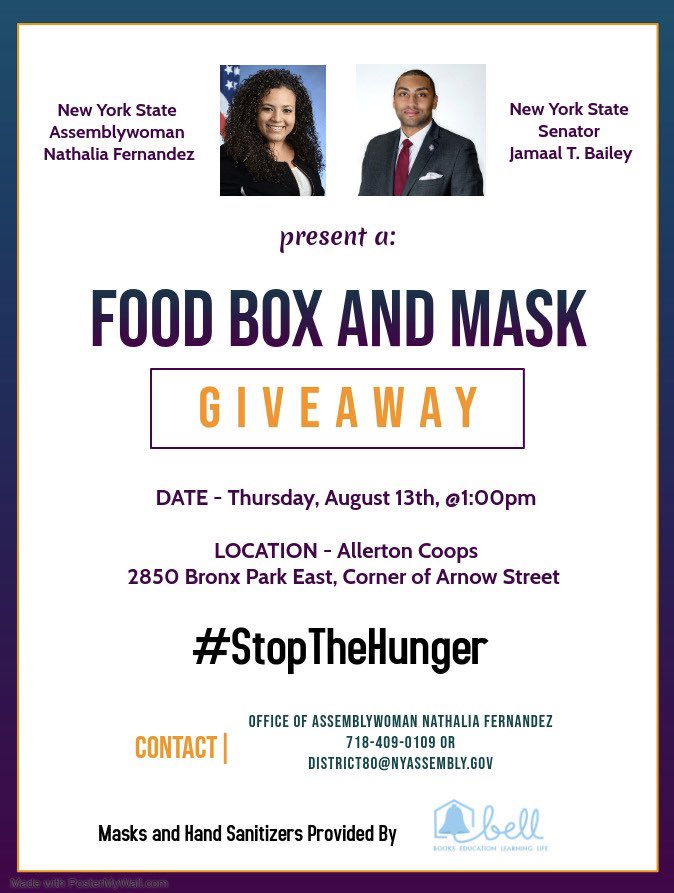 New York State
Assemblywoman
Nathalia Fernandez
New York State
Senator
Jamaal T. Bailey
present a:
FOOD BOX AND MASK
GIVEAWAY
DATE - Thursday, August 13th, @1:00pm
LOCATION - Allerton Coops
2850 Bronx Park East, Corner of Arnow Street
#StopTheHunger
CONTACT |
OFFICE OF ASSEMBLYWOMAN NATHALIA FERNANDEZ
718-409-0109 OR
DISTRICT80@NYASSEMBLY.GOV
Masks and Hand Sanitizers Provided By
bell
BOOKS. EDUCATION. LEARNING. LIFE
Made with PosterMyWall.com